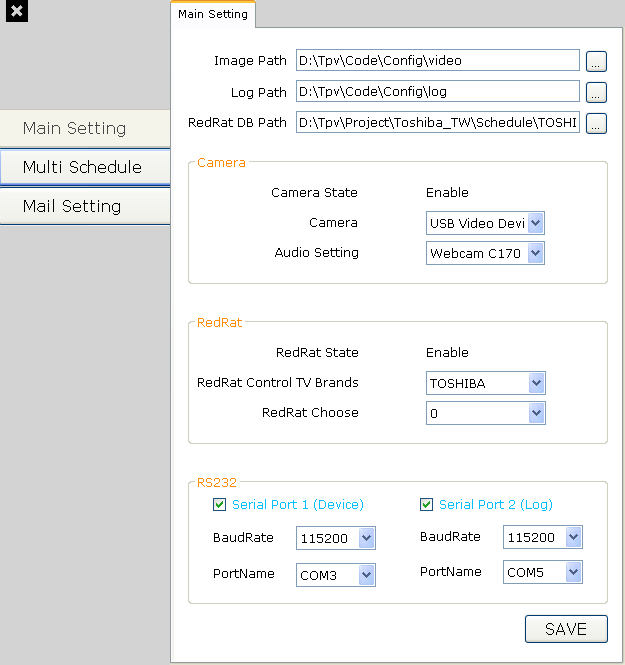 Main Setting
Image Path D:\Tpv\Code\Config\video ...
Log Path D:\Tpv\Code\Config\log ...
RedRat DB Path D:\Tpv\Project\Toshiba_TW\Schedule\TOSHI ...
Main Setting
Multi Schedule
Mail Setting
Camera
Camera State Enable
Camera USB Video Devi
Audio Setting Webcam C170
RedRat
RedRat State Enable
RedRat Control TV Brands TOSHIBA
RedRat Choose 0
RS232
Serial Port 1 (Device) Serial Port 2 (Log)
BaudRate 115200 BaudRate 115200
PortName COM3 PortName COM5
SAVE